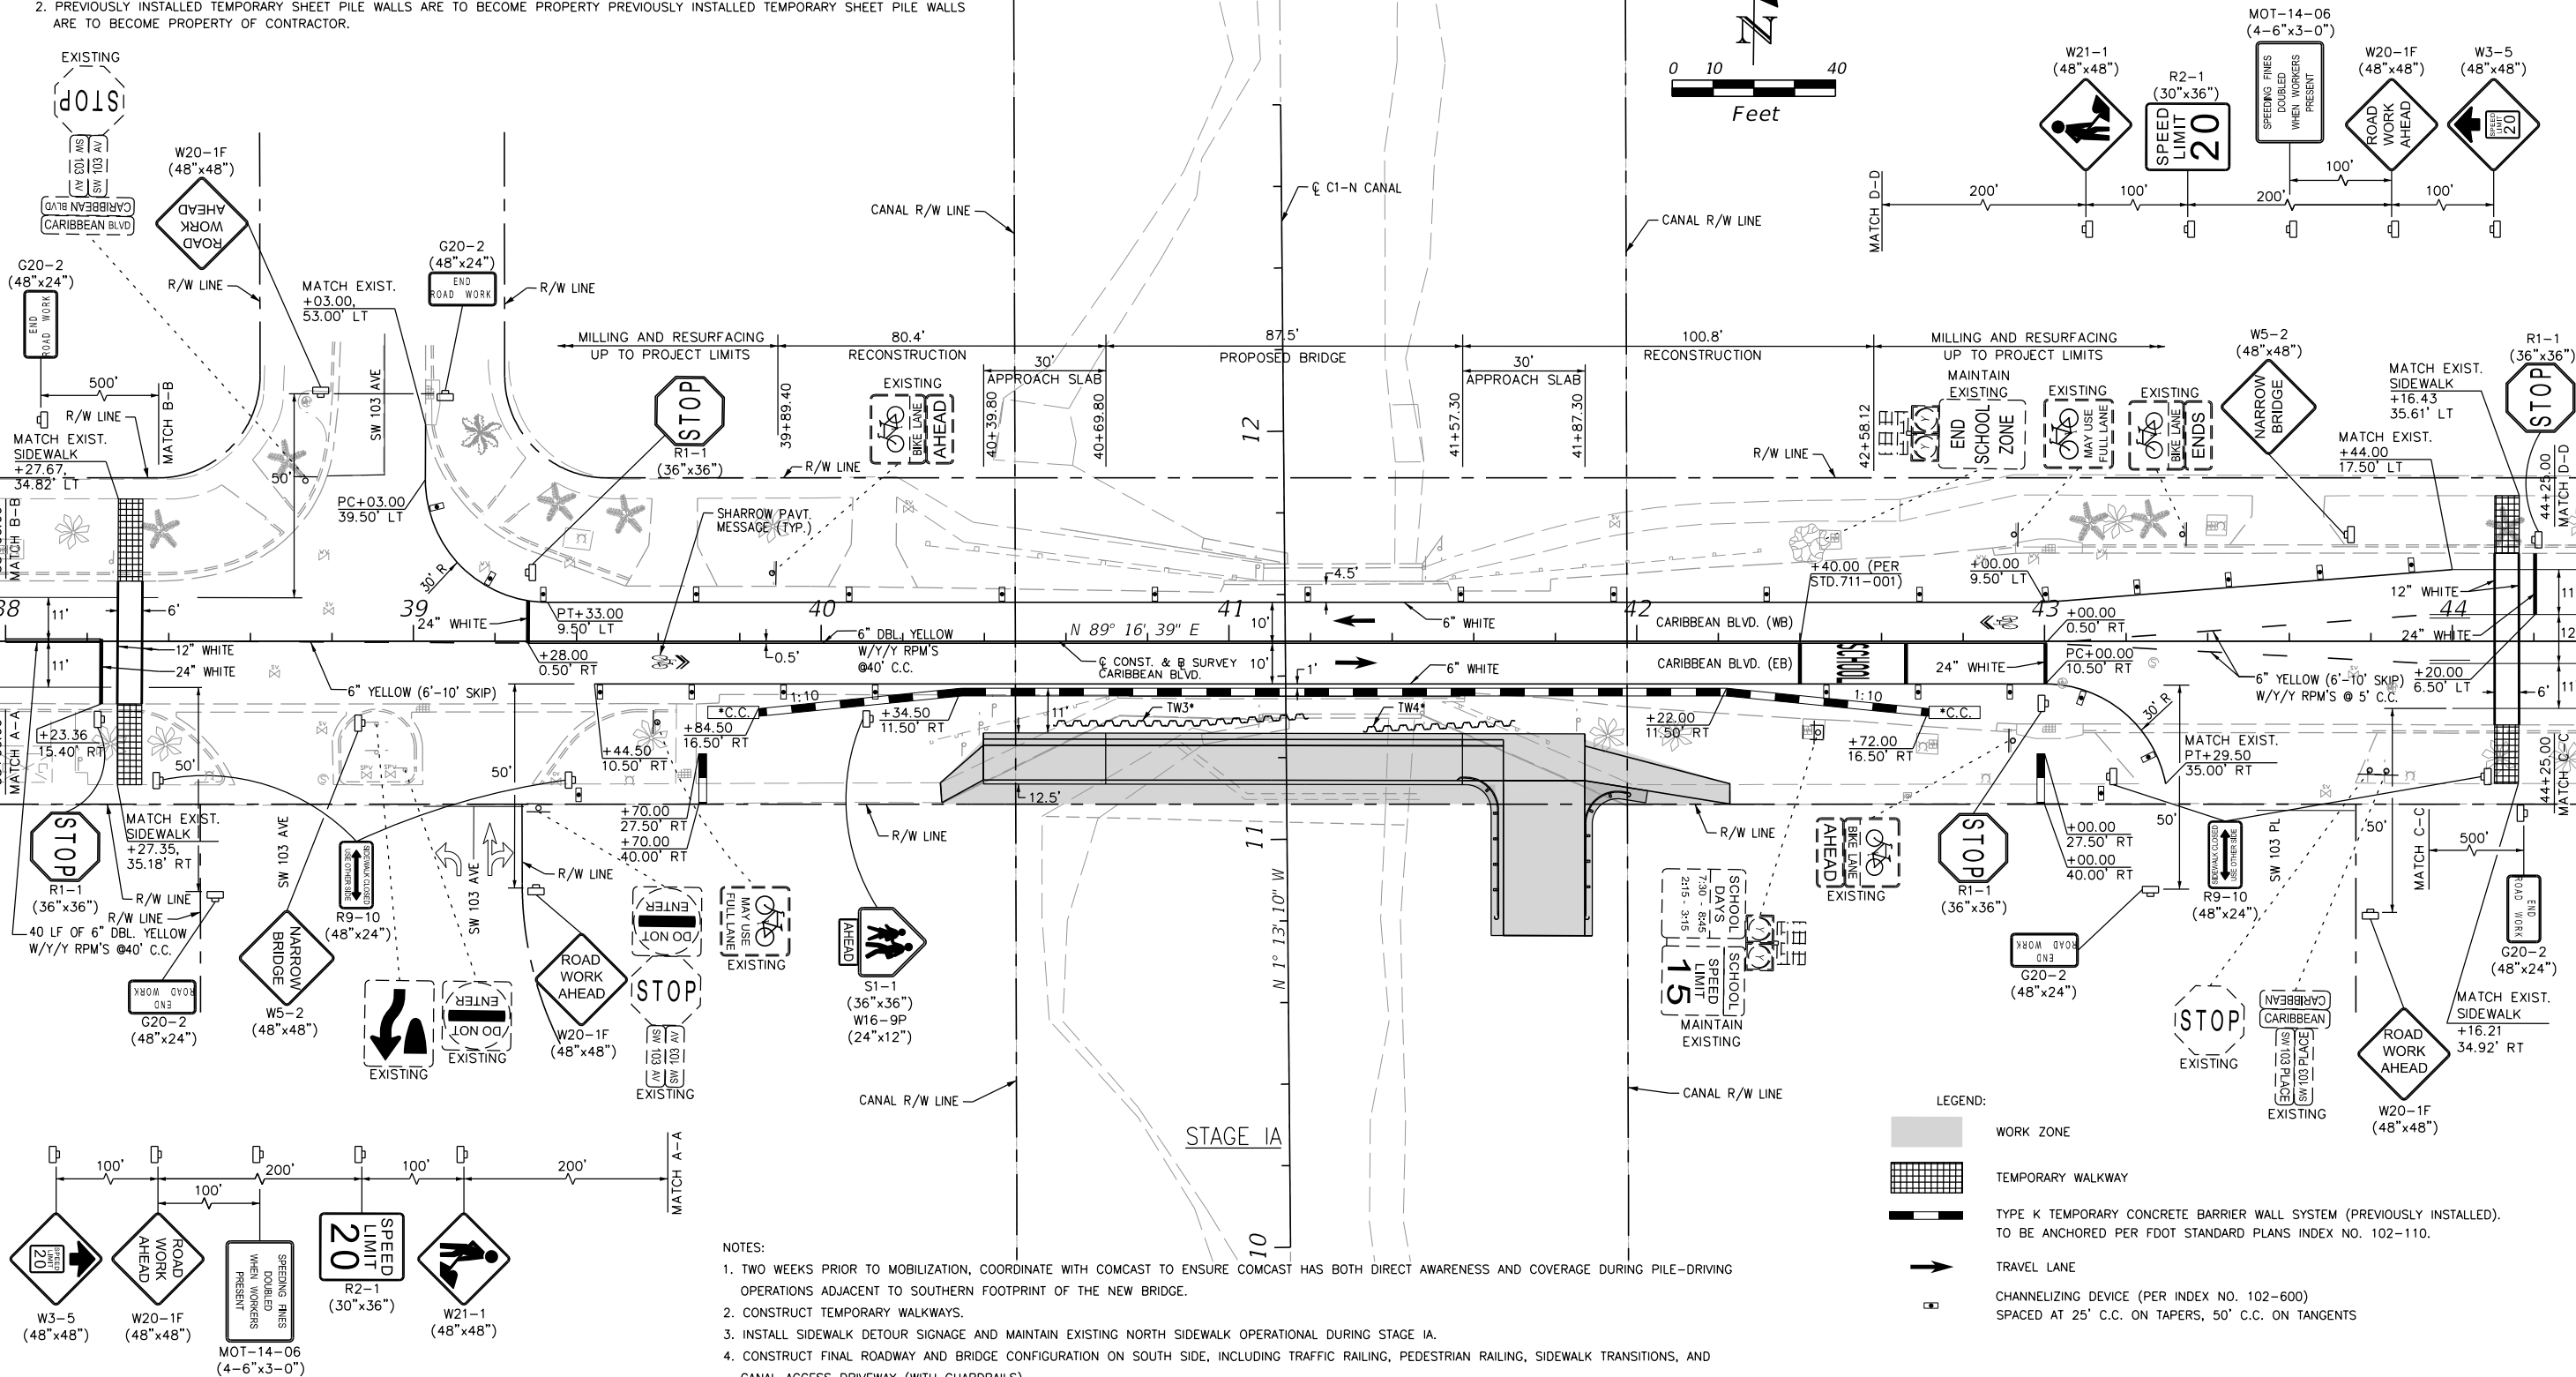 2. PREVIOUSLY INSTALLED TEMPORARY SHEET PILE WALLS ARE TO BECOME PROPERTY PREVIOUSLY INSTALLED TEMPORARY SHEET PILE WALLS
ARE TO BECOME PROPERTY OF CONTRACTOR.
EXISTING
STOP
SW 103 AV
SW 103 AV
CARIBBEAN BLVD
CARIBBEAN BLVD
W20-1F
(48"x48")
ROAD
WORK
AHEAD
G20-2
(48"x24")
END
ROAD WORK
R/W LINE
MATCH EXIST.
+03.00,
53.00' LT
G20-2
(48"x24")
END
ROAD WORK
R/W LINE
500'
MATCH B-B
R/W LINE
SW 103 AVE
50'
MATCH EXIST.
SIDEWALK
+27.67,
34.82' LT
MATCH B-B
PC+03.00
39.50' LT
30' R
N
0 10 40
Feet
CANAL R/W LINE
℄ C1-N CANAL
CANAL R/W LINE
MATCH D-D
200'
W21-1
(48"x48")
100'
R2-1
(30"x36")
SPEED
LIMIT
20
200'
MOT-14-06
(4-6"x3-0")
SPEEDING FINES
DOUBLED
WHEN WORKERS
PRESENT
100'
W20-1F
(48"x48")
ROAD
WORK
AHEAD
100'
W3-5
(48"x48")
SPEED
LIMIT
20
MILLING AND RESURFACING
UP TO PROJECT LIMITS
80.4'
RECONSTRUCTION
87.5'
PROPOSED BRIDGE
100.8'
RECONSTRUCTION
MILLING AND RESURFACING
UP TO PROJECT LIMITS
30'
APPROACH SLAB
30'
APPROACH SLAB
39+89.40
40+39.80
40+69.80
41+57.30
41+87.30
42+58.12
STOP
R1-1
(36"x36")
EXISTING
BIKE LANE
AHEAD
R/W LINE
SHARROW PAVT.
MESSAGE (TYP.)
12
MAINTAIN
EXISTING
Y
Y
END
SCHOOL
ZONE
EXISTING
MAY USE
FULL LANE
EXISTING
BIKE LANE
ENDS
R/W LINE
W5-2
(48"x48")
NARROW
BRIDGE
MATCH EXIST.
SIDEWALK
+16.43
35.61' LT
R1-1
(36"x36")
STOP
MATCH EXIST.
+44.00
17.50' LT
44+25.00
MATCH D-D
+40.00 (PER
STD.711-001)
+00.00
9.50' LT
4.5'
38
39
40
41
42
43
44
11'
6'
24" WHITE
PT+33.00
9.50' LT
10'
6" WHITE
CARIBBEAN BLVD. (WB)
12" WHITE
11'
12" WHITE
24" WHITE
11'
6" YELLOW (6'-10' SKIP)
+28.00
0.50' RT
0.5'
6" DBL. YELLOW
W/Y/Y RPM'S
@40' C.C.
N 89° 16' 39" E
℄ CONST. & B SURVEY
CARIBBEAN BLVD.
10'
1'
6" WHITE
CARIBBEAN BLVD. (EB)
SCHOOL
24" WHITE
+00.00
0.50' RT
PC+00.00
10.50' RT
6" YELLOW (6'-10' SKIP)
W/Y/Y RPM'S @ 5' C.C.
24" WHITE
+20.00
6.50' LT
12'
6'
11'
MATCH A-A
+23.36
15.40' RT
50'
+44.50
10.50' RT
50'
*C.C.
1:10
+84.50
16.50' RT
+34.50
11.50' RT
11'
TW3*
TW4*
+22.00
11.50' RT
1:10
*C.C.
+72.00
16.50' RT
30' R
MATCH EXIST.
PT+29.50
35.00' RT
44+25.00
MATCH C-C
12.5'
STOP
R1-1
(36"x36")
R/W LINE
R/W LINE
40 LF OF 6" DBL. YELLOW
W/Y/Y RPM'S @40' C.C.
MATCH EXIST.
SIDEWALK
+27.35,
35.18' RT
SW 103 AVE
SIDEWALK CLOSED
USE OTHER SIDE
R9-10
(48"x24")
SW 103 AVE
R/W LINE
+70.00
27.50' RT
+70.00
40.00' RT
R/W LINE
11
R/W LINE
EXISTING
AHEAD
BIKE LANE
STOP
R1-1
(36"x36")
+00.00
27.50' RT
+00.00
40.00' RT
50'
SIDEWALK CLOSED
USE OTHER SIDE
R9-10
(48"x24")
SW 103 PL
50'
MATCH C-C
500'
END
ROAD WORK
G20-2
(48"x24")
END
ROAD WORK
G20-2
(48"x24")
NARROW
BRIDGE
W5-2
(48"x48")
EXISTING
DO NOT
ENTER
EXISTING
ROAD
WORK
AHEAD
W20-1F
(48"x48")
DO NOT
ENTER
STOP
SW 103 AV
SW 103 AV
EXISTING
MAY USE
FULL LANE
EXISTING
AHEAD
S1-1
(36"x36")
W16-9P
(24"x12")
N 1° 13' 10" W
SCHOOL
DAYS
7:30 - 8:45
2:15 - 3:15
SCHOOL
SPEED
LIMIT
15
Y
Y
MAINTAIN
EXISTING
END
ROAD WORK
G20-2
(48"x24")
STOP
EXISTING
CARIBBEAN
CARIBBEAN
SW 103 PLACE
SW 103 PLACE
EXISTING
ROAD
WORK
AHEAD
W20-1F
(48"x48")
MATCH EXIST.
SIDEWALK
+16.21
34.92' RT
CANAL R/W LINE
CANAL R/W LINE
STAGE IA
10
100'
200'
100'
100'
200'
MATCH A-A
SPEED
LIMIT
20
W3-5
(48"x48")
ROAD
WORK
AHEAD
W20-1F
(48"x48")
SPEEDING FINES
DOUBLED
WHEN WORKERS
PRESENT
MOT-14-06
(4-6"x3-0")
SPEED
LIMIT
20
R2-1
(30"x36")
W21-1
(48"x48")
LEGEND:
WORK ZONE
TEMPORARY WALKWAY
TYPE K TEMPORARY CONCRETE BARRIER WALL SYSTEM (PREVIOUSLY INSTALLED).
TO BE ANCHORED PER FDOT STANDARD PLANS INDEX NO. 102-110.
TRAVEL LANE
CHANNELIZING DEVICE (PER INDEX NO. 102-600)
SPACED AT 25' C.C. ON TAPERS, 50' C.C. ON TANGENTS
NOTES:
1. TWO WEEKS PRIOR TO MOBILIZATION, COORDINATE WITH COMCAST TO ENSURE COMCAST HAS BOTH DIRECT AWARENESS AND COVERAGE DURING PILE-DRIVING
OPERATIONS ADJACENT TO SOUTHERN FOOTPRINT OF THE NEW BRIDGE.
2. CONSTRUCT TEMPORARY WALKWAYS.
3. INSTALL SIDEWALK DETOUR SIGNAGE AND MAINTAIN EXISTING NORTH SIDEWALK OPERATIONAL DURING STAGE IA.
4. CONSTRUCT FINAL ROADWAY AND BRIDGE CONFIGURATION ON SOUTH SIDE, INCLUDING TRAFFIC RAILING, PEDESTRIAN RAILING, SIDEWALK TRANSITIONS, AND
CANAL ACCESS DRIVEWAY (WITH GUARDRAILS).